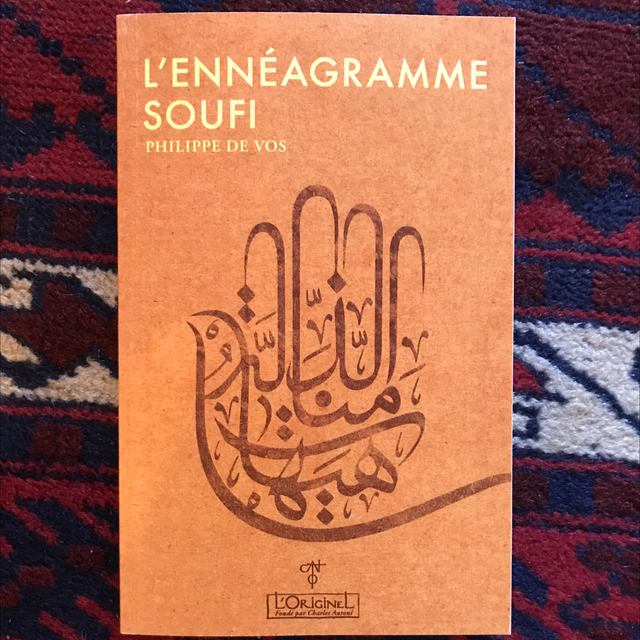 L'ENNÉAGRAMME
SOUFI
PHILIPPE DE VOS
هيهات
منا الذلة
L'ORIGINEL
Fondé par Charles Antoni